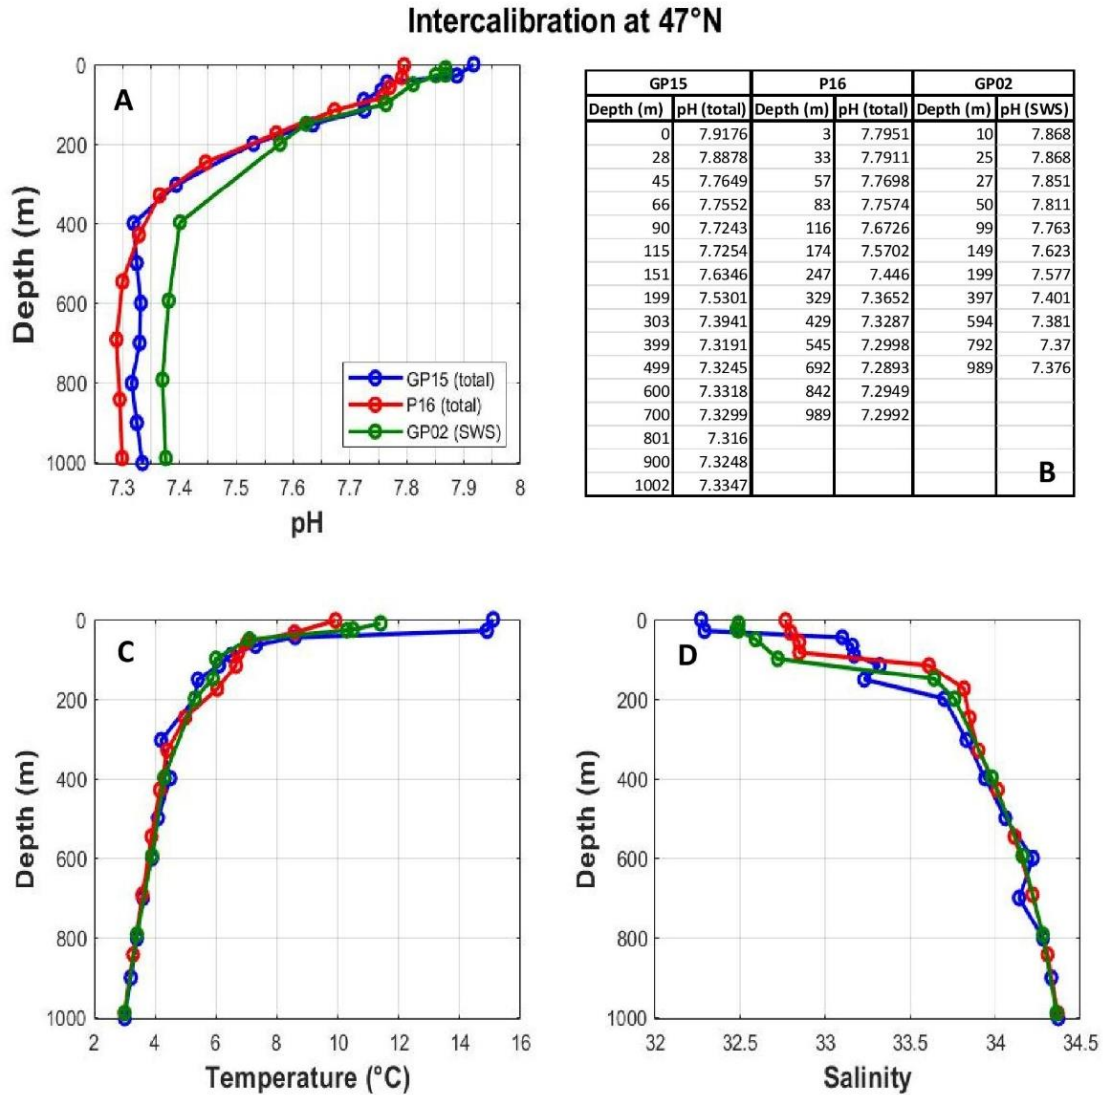 Intercalibration at 47°N
A
0
200
400
600
800
1000
Depth (m)
7.3 7.4 7.5 7.6 7.7 7.8 7.9 8
pH
GP15 (total)
P16 (total)
GP02 (SWS)
GP15 P16 GP02
Depth (m) pH (total) Depth (m) pH (total) Depth (m) pH (SWS)
0 7.9176 3 7.7951 10 7.868
28 7.8878 33 7.7911 25 7.868
45 7.7649 57 7.7698 27 7.851
66 7.7552 83 7.7574 50 7.811
90 7.7243 116 7.6726 99 7.763
115 7.7254 174 7.5702 149 7.623
151 7.6346 247 7.446 199 7.577
199 7.5301 329 7.3652 397 7.401
303 7.3941 429 7.3287 594 7.381
399 7.3191 545 7.2998 792 7.37
499 7.3245 692 7.2893 989 7.376
600 7.3318 842 7.2949
700 7.3299 989 7.2992
801 7.316
900 7.3248
1002 7.3347
B
C
0
200
400
600
800
1000
Depth (m)
2 4 6 8 10 12 14 16
Temperature (°C)
D
0
200
400
600
800
1000
Depth (m)
32 32.5 33 33.5 34 34.5
Salinity